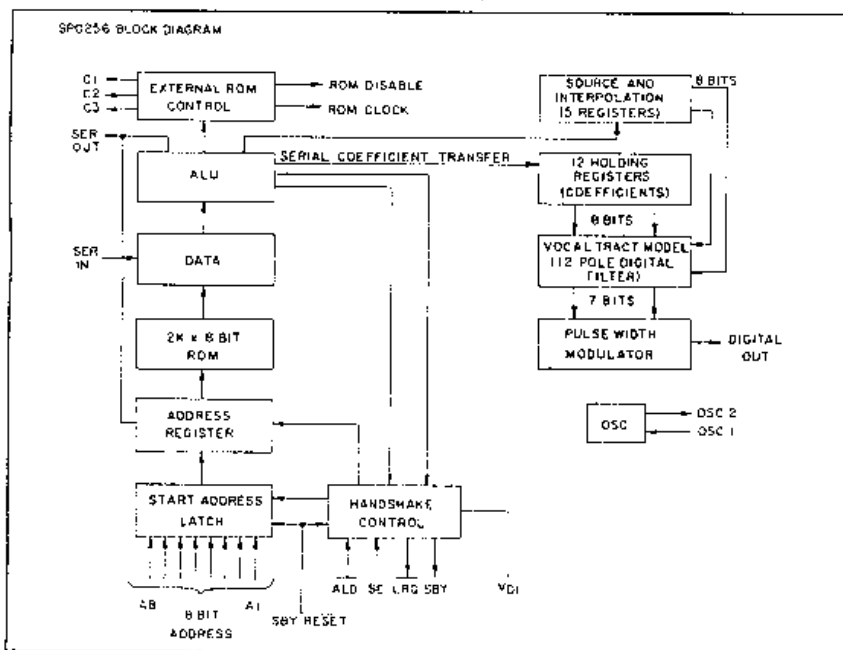 SPO256 BLOCK DIAGRAM
C1
C2
C3
EXTERNAL ROM
CONTROL
ROM DISABLE
ROM CLOCK
SOURCE AND
INTERPOLATION
(5 REGISTERS)
8 BITS
SER
OUT
ALU
SERIAL COEFFICIENT TRANSFER
12 HOLDING
REGISTERS
(COEFFICIENTS)
8 BITS
SER
IN
DATA
VOCAL TRACT MODEL
(12 POLE DIGITAL
FILTER)
7 BITS
2K x 8 BIT
ROM
PULSE WIDTH
MODULATOR
DIGITAL
OUT
ADDRESS
REGISTER
OSC
OSC 2
OSC 1
START ADDRESS
LATCH
HANDSHAKE
CONTROL
A8
A1
8 BIT
ADDRESS
SBY RESET
ALD
SE
LRQ
SBY
VD1